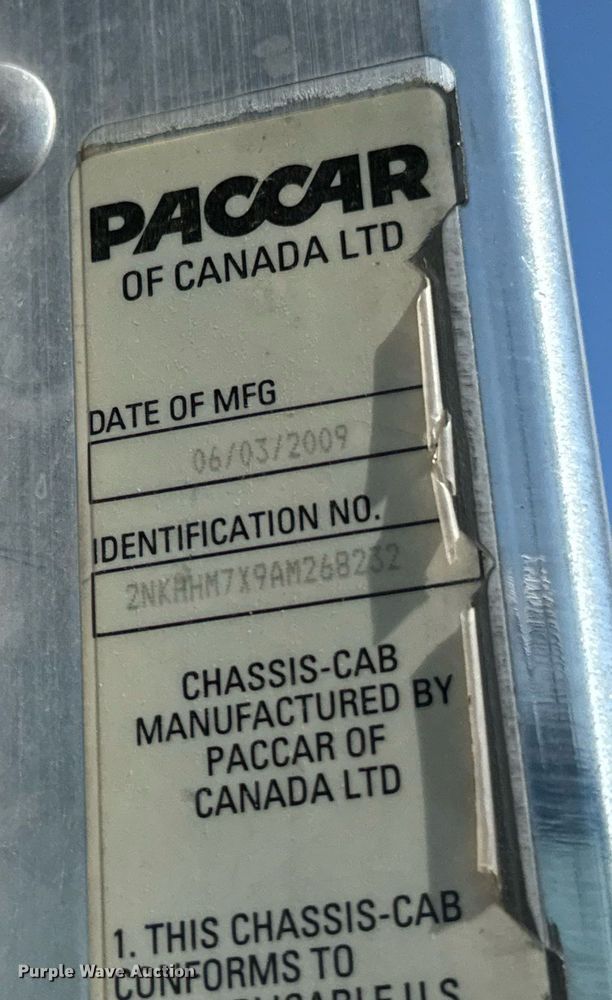 PACCAR
OF CANADA LTD
DATE OF MFG
06/03/2009
IDENTIFICATION NO.
2NKHHM7X9AM268232
CHASSIS-CAB
MANUFACTURED BY
PACCAR OF
CANADA LTD
1. THIS CHASSIS-CAB
CONFORMS TO
U.S
Purple Wave Auction